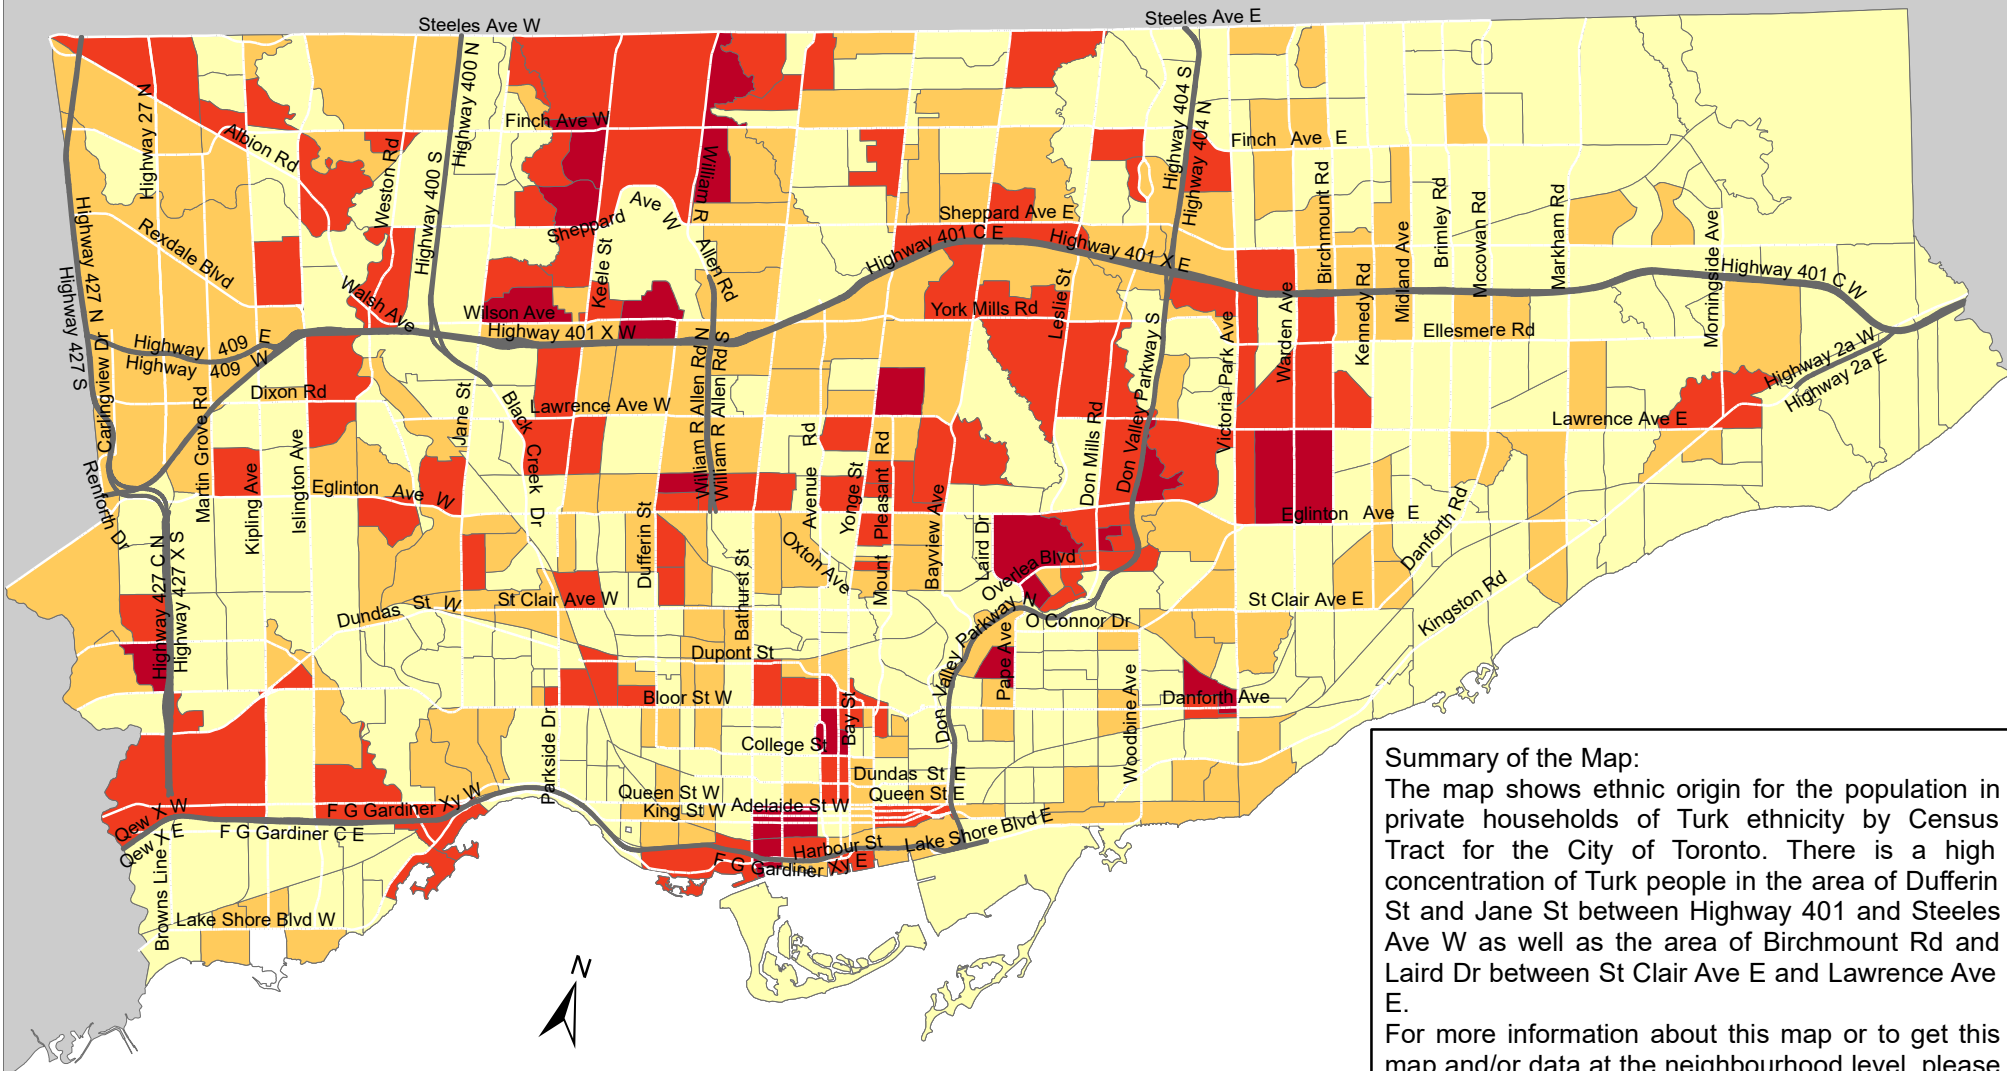 Steeles Ave W
Steeles Ave E
Highway 400 N
Highway 404 S
Highway 404 N
Highway 27 N
Finch Ave W
Finch Ave E
Albion Rd
Weston Rd
Highway 400 S
William R
Allen Rd
Birchmount Rd
Midland Ave
Brimley Rd
Mccowan Rd
Markham Rd
Morningside Ave
Sheppard
Ave W
Sheppard Ave E
Rexdale Blvd
Highway 427 N
Highway 427 S
Keele St
Highway 401 C E
Highway 401 X E
Highway 401 C W
Walsh Ave
Wilson Ave
Highway 401 X W
York Mills Rd
Leslie St
Warden Ave
Kennedy Rd
Ellesmere Rd
Highway 409 E
Highway 409 W
Carlingview Dr
Martin Grove Rd
Dixon Rd
Jane St
Black Creek Dr
Lawrence Ave W
William R Allen Rd N
William R Allen Rd S
Avenue Rd
Yonge St
Mount Pleasant Rd
Bayview Ave
Don Mills Rd
Don Valley Parkway S
Victoria Park Ave
Highway 2a W
Highway 2a E
Lawrence Ave E
Renforth Dr
Kipling Ave
Islington Ave
Eglinton Ave W
Eglinton Ave E
Danforth Rd
Highway 427 C N
Highway 427 X S
Dufferin St
Bathurst St
Oxton Ave
Laird Dr
Overlea Blvd
Dundas St W
St Clair Ave W
St Clair Ave E
Kingston Rd
Don Valley Parkway N
O Connor Dr
Pape Ave
Woodbine Ave
Dupont St
Bloor St W
Danforth Ave
Parkside Dr
Bay St
College St
Dundas St E
Queen St W
Queen St E
King St W
Adelaide St W
Qew X W
Qew X E
F G Gardiner Xy W
F G Gardiner C E
Harbour St
F G Gardiner Xy E
Lake Shore Blvd E
Browns Line
Lake Shore Blvd W
N
Summary of the Map:
The map shows ethnic origin for the population in
private households of Turk ethnicity by Census
Tract for the City of Toronto. There is a high
concentration of Turk people in the area of Dufferin
St and Jane St between Highway 401 and Steeles
Ave W as well as the area of Birchmount Rd and
Laird Dr between St Clair Ave E and Lawrence Ave
E.
For more information about this map or to get this
map and/or data at the neighbourhood level, please